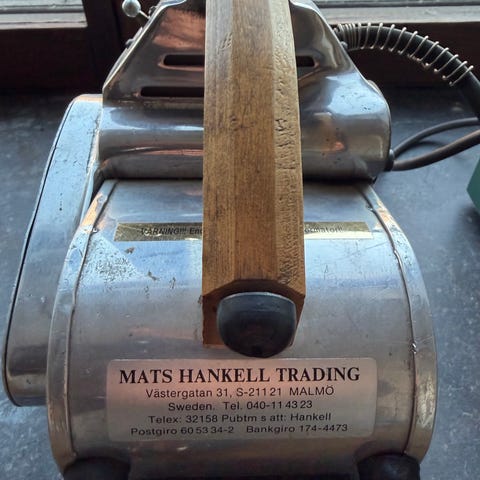 WARNING!!!
MATS HANKELL TRADING
Västergatan 31, S-211 21 MALMÖ
Sweden. Tel. 040-11 43 23
Telex: 32158 Pubtm s att: Hankell
Postgiro 60 53 34-2 Bankgiro 174-4473